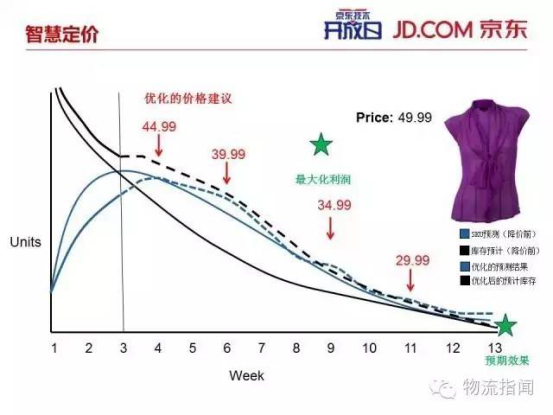 智慧定价
京东技术
开放日
JD.COM 京东
优化的价格建议
Price: 49.99
44.99
39.99
最大化利润
34.99
29.99
SKU预测（降价前）
库存预计（降价前）
优化的预测结果
优化后的预计库存
Units
1 2 3 4 5 6 7 8 9 10 11 12 13
预期效果
Week
物流指闻